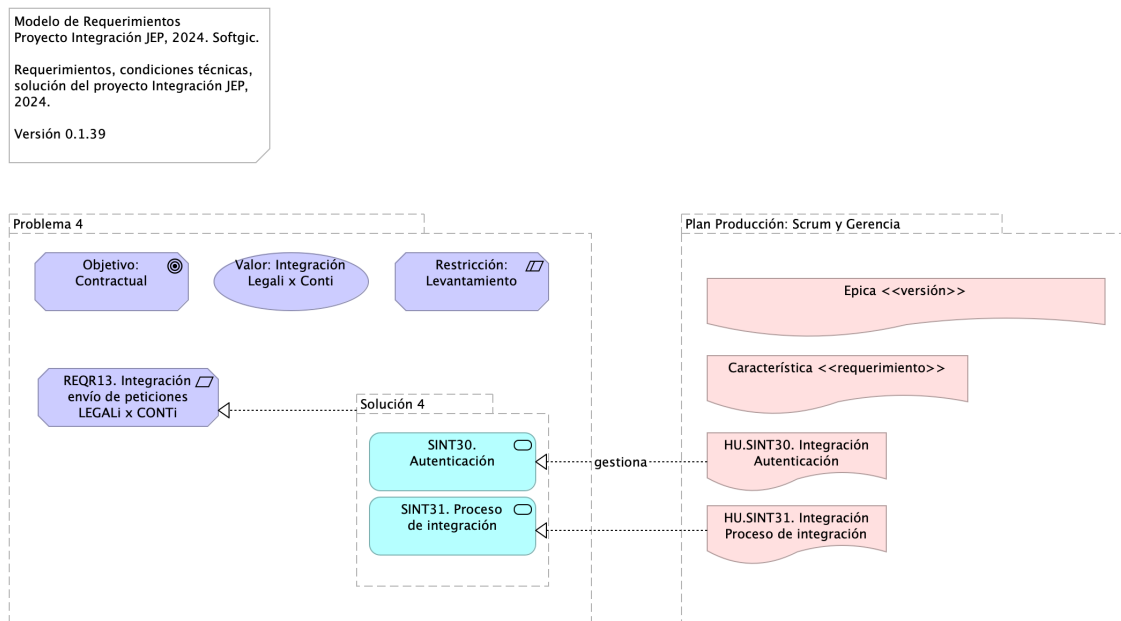 Modelo de Requerimientos
Proyecto Integración JEP, 2024. Softgic.
Requerimientos, condiciones técnicas,
solución del proyecto Integración JEP,
2024.
Versión 0.1.39
Problema 4
Plan Producción: Scrum y Gerencia
Objetivo:
Contractual
Valor: Integración
Legali x Conti
Restricción:
Levantamiento
Epica <<versión>>
REQR13. Integración
envío de peticiones
LEGALi x CONTi
Característica <<requerimiento>>
Solución 4
SINT30.
Autenticación
gestiona
HU.SINT30. Integración
Autenticación
SINT31. Proceso
de integración
HU.SINT31. Integración
Proceso de integración